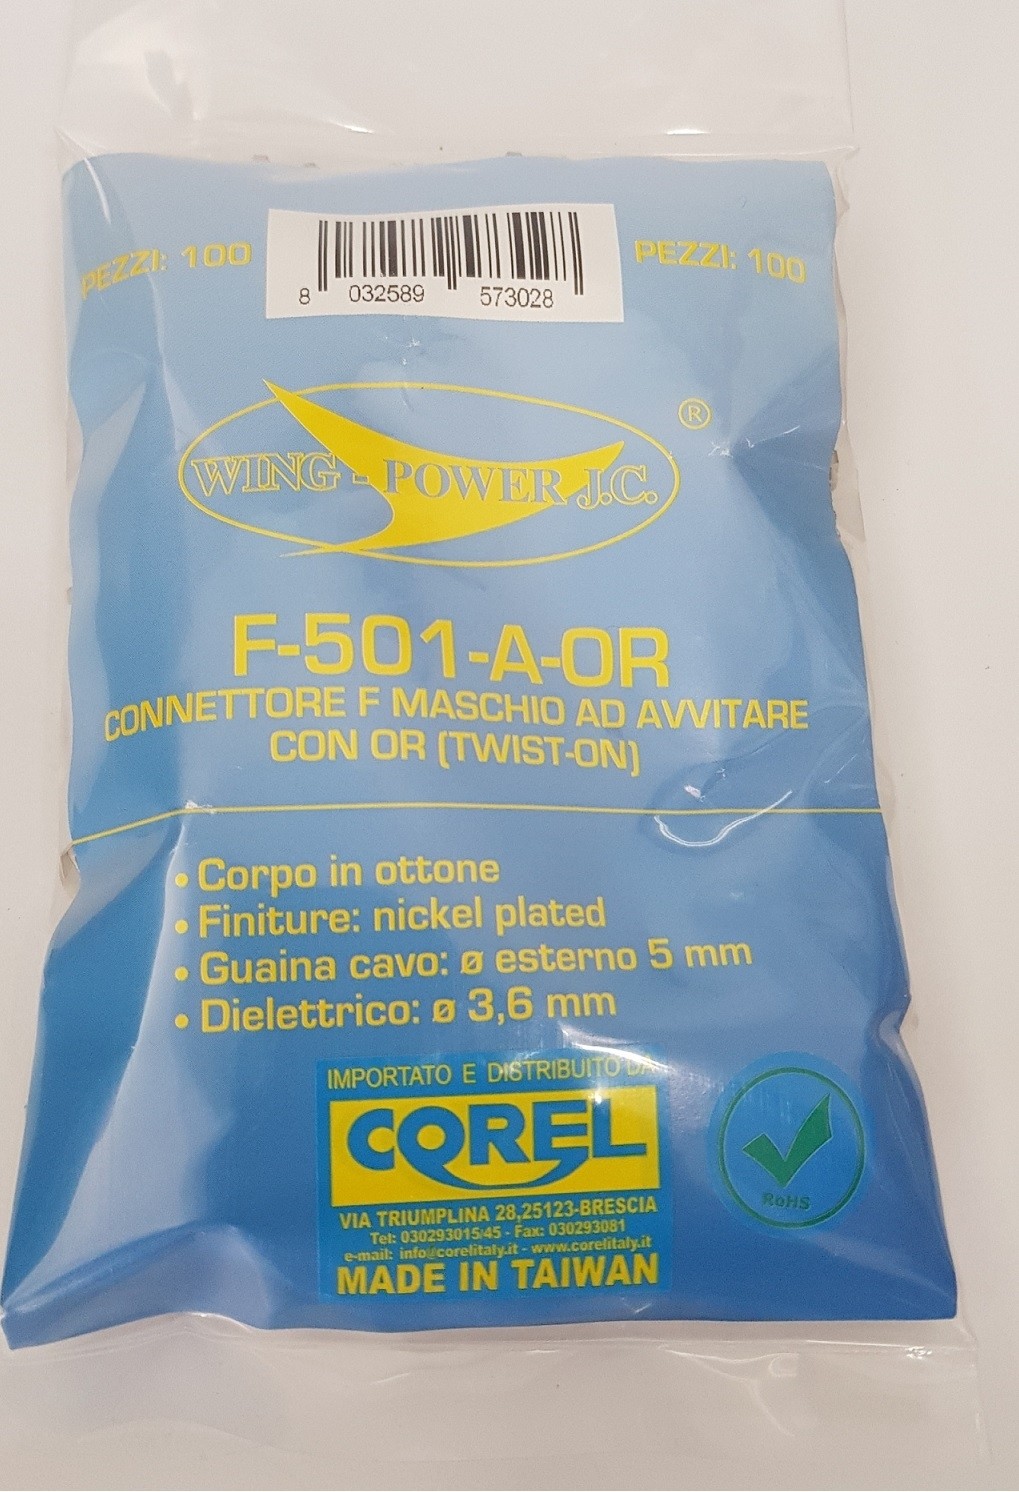 PEZZI: 100
PEZZI: 100
8 032589 573028
WING - POWER J.C.
®
F-501-A-OR
CONNETTORE F MASCHIO AD AVVITARE
CON OR (TWIST-ON)
• Corpo in ottone
• Finiture: nickel plated
• Guaina cavo: ø esterno 5 mm
• Dielettrico: ø 3,6 mm
IMPORTATO E DISTRIBUITO DA
COREL
VIA TRIUMPLINA 28,25123-BRESCIA
Tel: 030293015/45 - Fax: 030293081
e-mail: info@corelitaly.it - www.corelitaly.it
MADE IN TAIWAN
RoHS